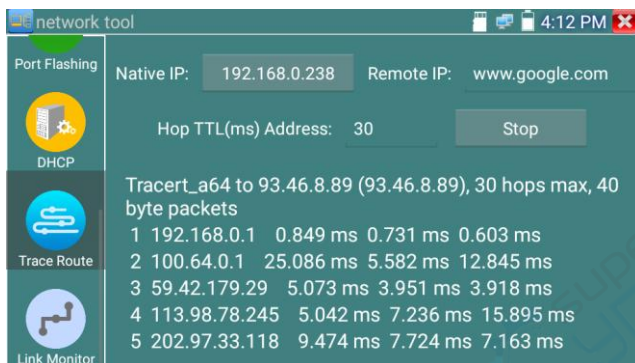 network tool
4:12 PM
Port Flashing
Native IP: 192.168.0.238 Remote IP: www.google.com
Hop TTL(ms) Address: 30 Stop
DHCP
Tracert_a64 to 93.46.8.89 (93.46.8.89), 30 hops max, 40
byte packets
1 192.168.0.1 0.849 ms 0.731 ms 0.603 ms
Trace Route
2 100.64.0.1 25.086 ms 5.582 ms 12.845 ms
3 59.42.179.29 5.073 ms 3.951 ms 3.918 ms
4 113.98.78.245 5.042 ms 7.236 ms 15.895 ms
5 202.97.33.118 9.474 ms 7.724 ms 7.163 ms
Link Monitor